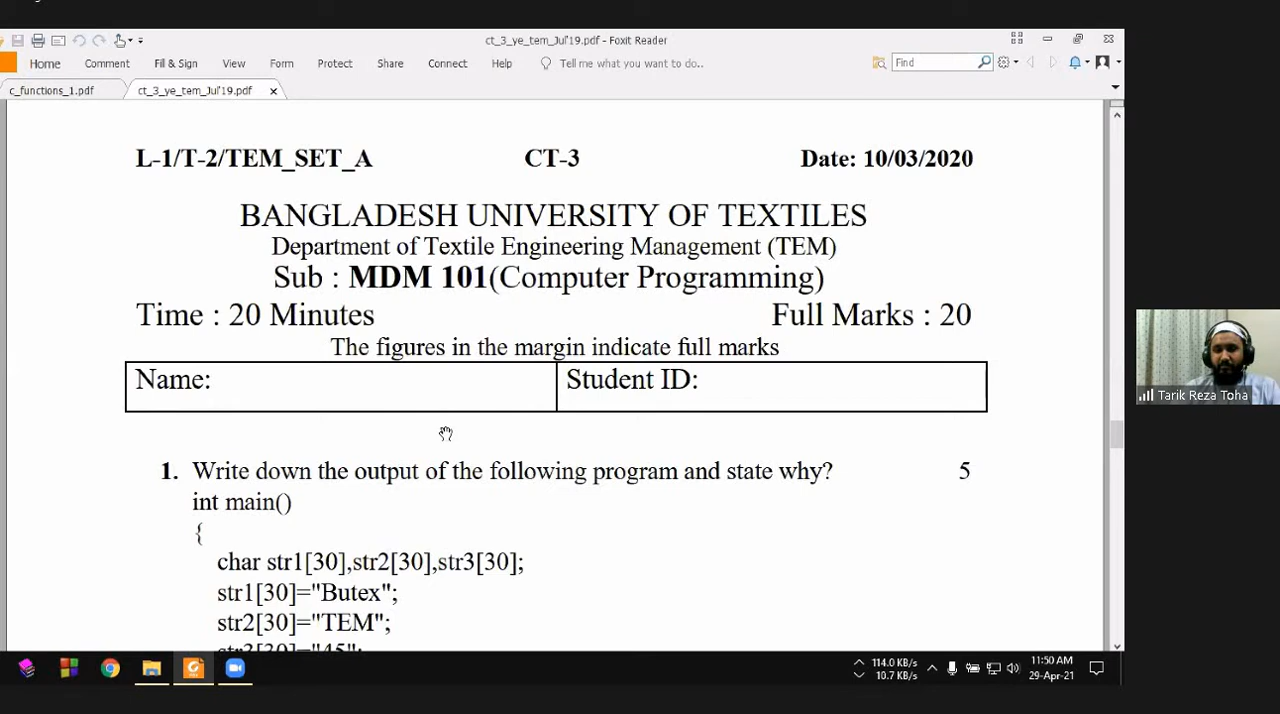 ct_3_ye_tem_Jul'19.pdf - Foxit Reader
Home Comment Fill & Sign View Form Protect Share Connect Help Tell me what you want to do.. Find
c_functions_1.pdf ct_3_ye_tem_Jul'19.pdf
L-1/T-2/TEM_SET_A CT-3 Date: 10/03/2020
BANGLADESH UNIVERSITY OF TEXTILES
Department of Textile Engineering Management (TEM)
Sub : MDM 101(Computer Programming)
Time : 20 Minutes Full Marks : 20
The figures in the margin indicate full marks
Name: Student ID:
1. Write down the output of the following program and state why? 5
int main()
{
char str1[30],str2[30],str3[30];
str1[30]="Butex";
str2[30]="TEM";
str3[30]="45";
Tarik Reza Toha
114.0 KB/s
10.7 KB/s
11:50 AM
29-Apr-21